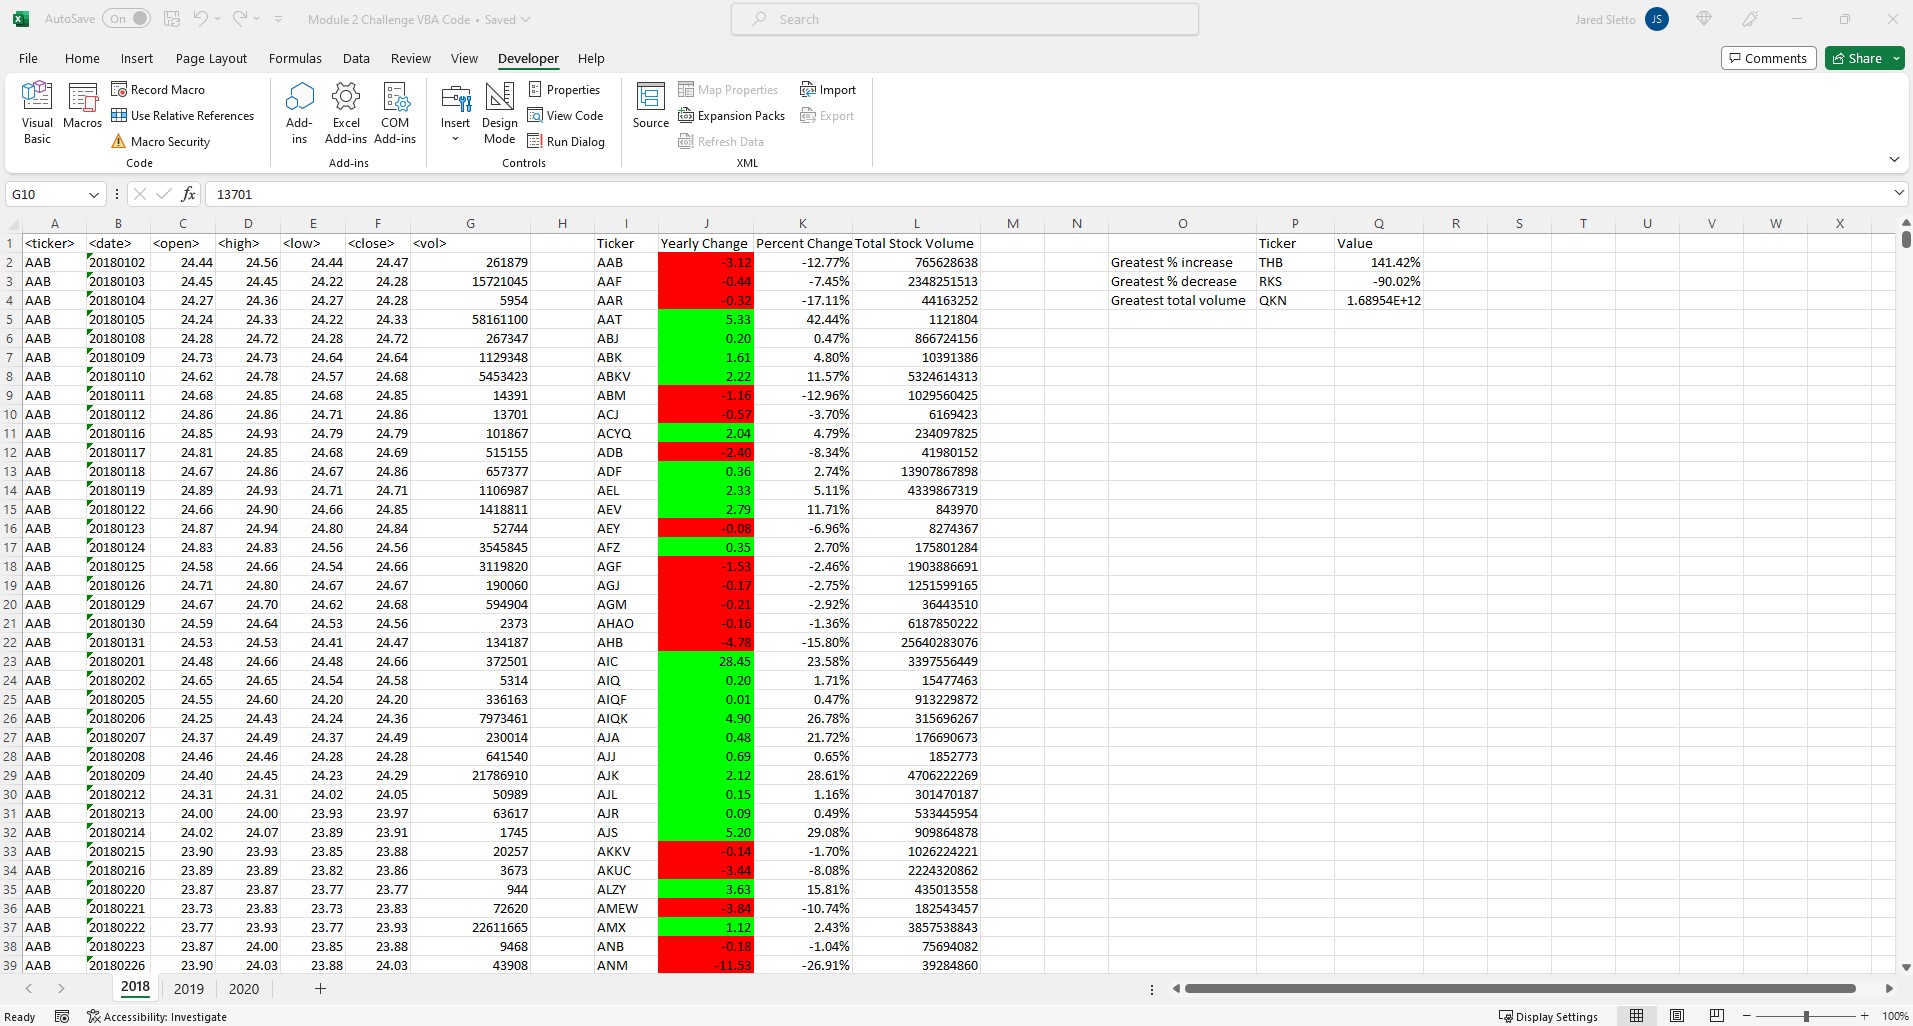 AutoSave On Module 2 Challenge VBA Code • Saved Search Jared Sletto JS
File Home Insert Page Layout Formulas Data Review View Developer Help Comments Share
Visual Basic Macros Record Macro Use Relative References Macro Security Code
Add-ins Excel Add-ins COM Add-ins Add-ins
Insert Design Mode Properties View Code Run Dialog Controls
Source Map Properties Expansion Packs Refresh Data Import Export XML
G10 fx 13701
A B C D E F G H I J K L M N O P Q R S T U V W X
1 <ticker> <date> <open> <high> <low> <close> <vol> Ticker Yearly Change Percent Change Total Stock Volume Ticker Value
2 AAB 20180102 24.44 24.56 24.44 24.47 261879 AAB -3.12 -12.77% 765628638 Greatest % increase THB 141.42%
3 AAB 20180103 24.45 24.45 24.22 24.28 15721045 AAF -0.44 -7.45% 2348251513 Greatest % decrease RKS -90.02%
4 AAB 20180104 24.27 24.36 24.27 24.28 5954 AAR -0.32 -17.11% 44163252 Greatest total volume QKN 1.68954E+12
5 AAB 20180105 24.24 24.33 24.22 24.33 58161100 AAT 5.33 42.44% 1121804
6 AAB 20180108 24.28 24.72 24.28 24.72 267347 ABJ 0.20 0.47% 866724156
7 AAB 20180109 24.73 24.73 24.64 24.64 1129348 ABK 1.61 4.80% 10391386
8 AAB 20180110 24.62 24.78 24.57 24.68 5453423 ABKV 2.22 11.57% 5324614313
9 AAB 20180111 24.68 24.85 24.68 24.85 14391 ABM -1.16 -12.96% 1029560425
10 AAB 20180112 24.86 24.86 24.71 24.86 13701 ACJ -0.57 -3.70% 6169423
11 AAB 20180116 24.85 24.93 24.79 24.79 101867 ACYQ 2.04 4.79% 234097825
12 AAB 20180117 24.81 24.85 24.68 24.69 515155 ADB -2.40 -8.34% 41980152
13 AAB 20180118 24.67 24.86 24.67 24.86 657377 ADF 0.36 2.74% 13907867898
14 AAB 20180119 24.89 24.93 24.71 24.71 1106987 AEL 2.33 5.11% 4339867319
15 AAB 20180122 24.66 24.90 24.66 24.85 1418811 AEV 2.79 11.71% 843970
16 AAB 20180123 24.87 24.94 24.80 24.84 52744 AEY -0.08 -6.96% 8274367
17 AAB 20180124 24.83 24.83 24.56 24.56 3545845 AFZ 0.35 2.70% 175801284
18 AAB 20180125 24.58 24.66 24.54 24.66 3119820 AGF -1.53 -2.46% 1903886691
19 AAB 20180126 24.71 24.80 24.67 24.67 190060 AGJ -0.17 -2.75% 1251599165
20 AAB 20180129 24.67 24.70 24.62 24.68 594904 AGM -0.21 -2.92% 36443510
21 AAB 20180130 24.59 24.64 24.53 24.56 2373 AHAO -0.16 -1.36% 6187850222
22 AAB 20180131 24.53 24.53 24.41 24.47 134187 AHB -4.78 -15.80% 25640283076
23 AAB 20180201 24.48 24.66 24.48 24.66 372501 AIC 28.45 23.58% 3397556449
24 AAB 20180202 24.65 24.65 24.54 24.58 5314 AIQ 0.20 1.71% 15477463
25 AAB 20180205 24.55 24.60 24.20 24.20 336163 AIQF 0.01 0.47% 913229872
26 AAB 20180206 24.25 24.43 24.24 24.36 7973461 AIQK 4.90 26.78% 315696267
27 AAB 20180207 24.37 24.49 24.37 24.49 230014 AJA 0.48 21.72% 176690673
28 AAB 20180208 24.46 24.46 24.28 24.28 641540 AJJ 0.69 0.65% 1852773
29 AAB 20180209 24.40 24.45 24.23 24.29 21786910 AJK 2.12 28.61% 4706222269
30 AAB 20180212 24.31 24.31 24.02 24.05 50989 AJL 0.15 1.16% 301470187
31 AAB 20180213 24.00 24.00 23.93 23.97 63617 AJR 0.09 0.49% 533445954
32 AAB 20180214 24.02 24.07 23.89 23.91 1745 AJS 5.20 29.08% 909864878
33 AAB 20180215 23.90 23.93 23.85 23.88 20257 AKKV -0.14 -1.70% 1026224221
34 AAB 20180216 23.89 23.89 23.82 23.86 3673 AKUC -3.44 -8.08% 2224320862
35 AAB 20180220 23.87 23.87 23.77 23.77 944 ALZY 3.63 15.81% 435013558
36 AAB 20180221 23.73 23.83 23.73 23.83 72620 AMEW -3.84 -10.74% 182543457
37 AAB 20180222 23.77 23.93 23.77 23.93 22611665 AMX 1.12 2.43% 3857538843
38 AAB 20180223 23.87 24.00 23.85 23.88 9468 ANB -0.18 -1.04% 75694082
39 AAB 20180226 23.90 24.03 23.88 24.03 43908 ANM -11.53 -26.91% 39284860
2018 2019 2020
Ready Accessibility: Investigate Display Settings 100%